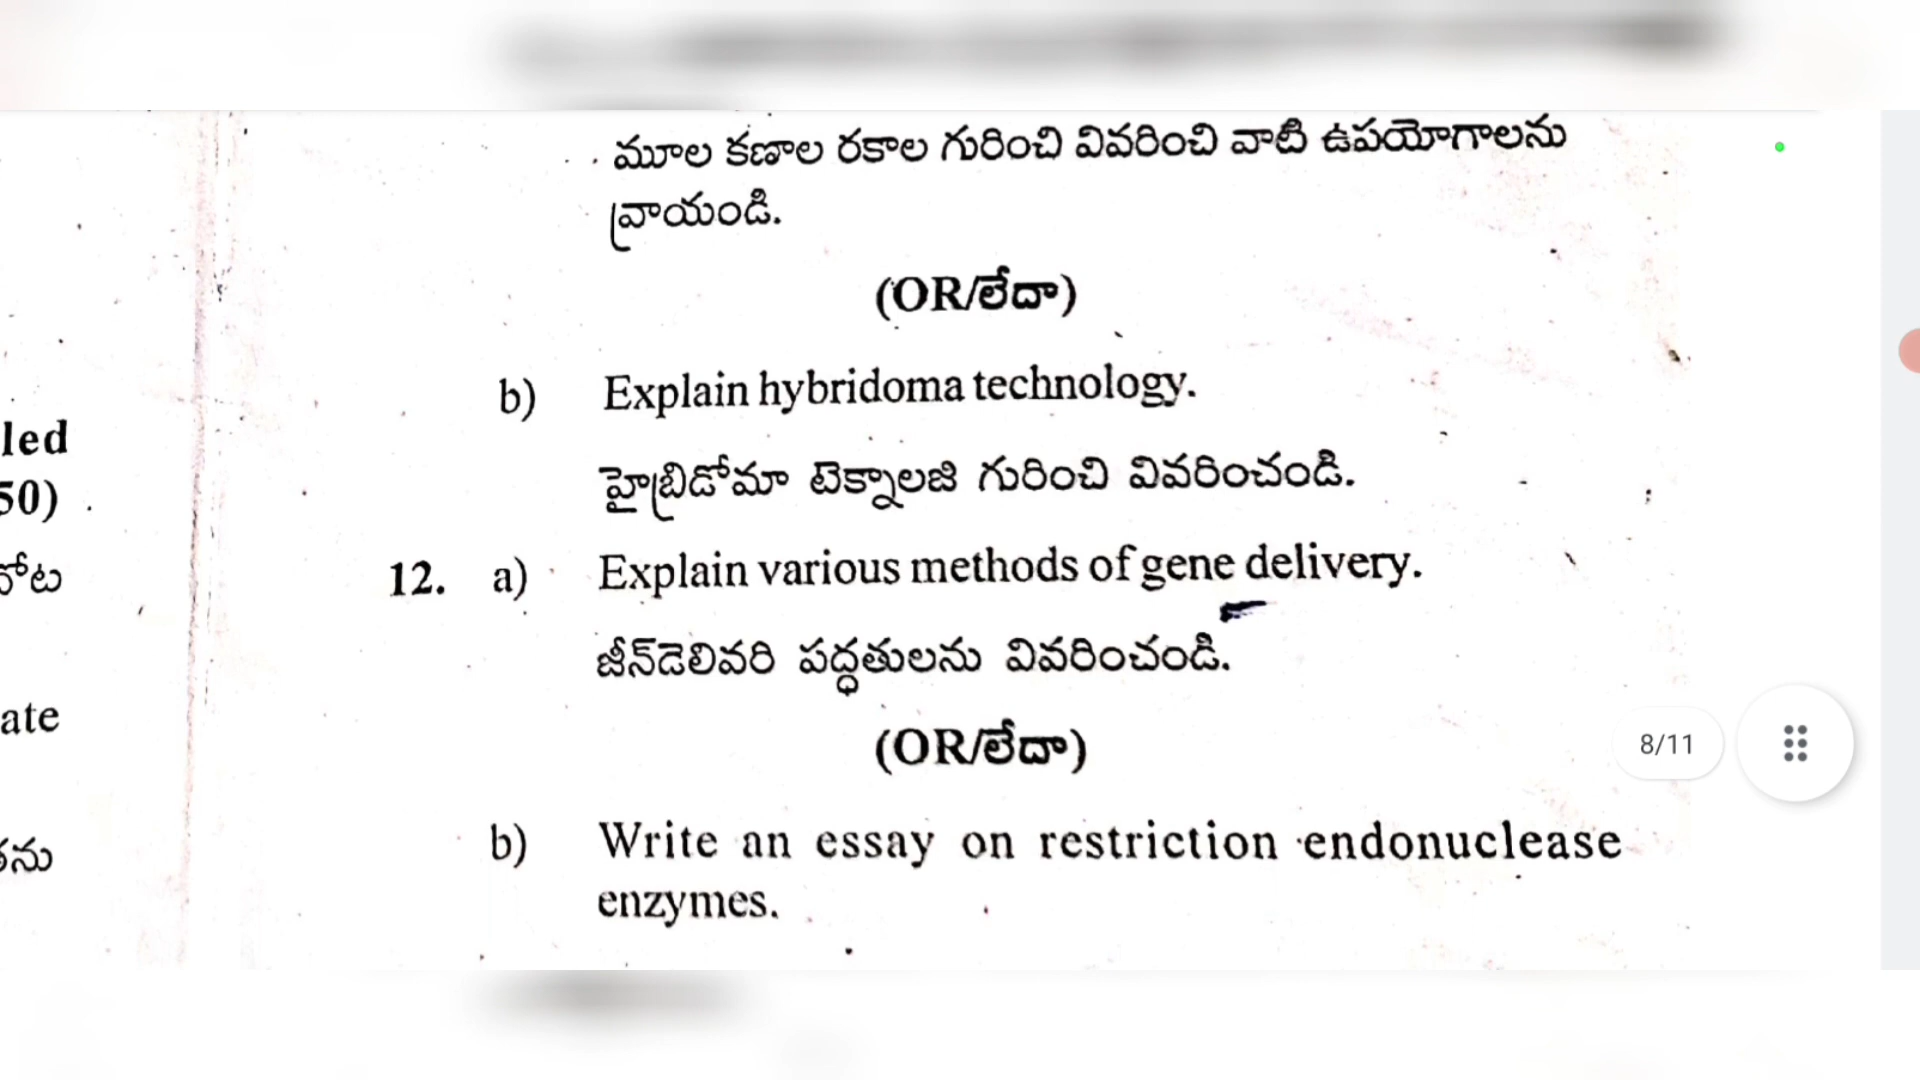 మూల కణాల రకాల గురించి వివరించి వాటి ఉపయోగాలను
వ్రాయండి.
(OR/లేదా)
b) Explain hybridoma technology.
హైబ్రిడోమా టెక్నాలజి గురించి వివరించండి.
12. a) Explain various methods of gene delivery.
జీన్‌డెలివరి పద్ధతులను వివరించండి.
(OR/లేదా)
b) Write an essay on restriction endonuclease
enzymes.
led
50)
ate
8/11